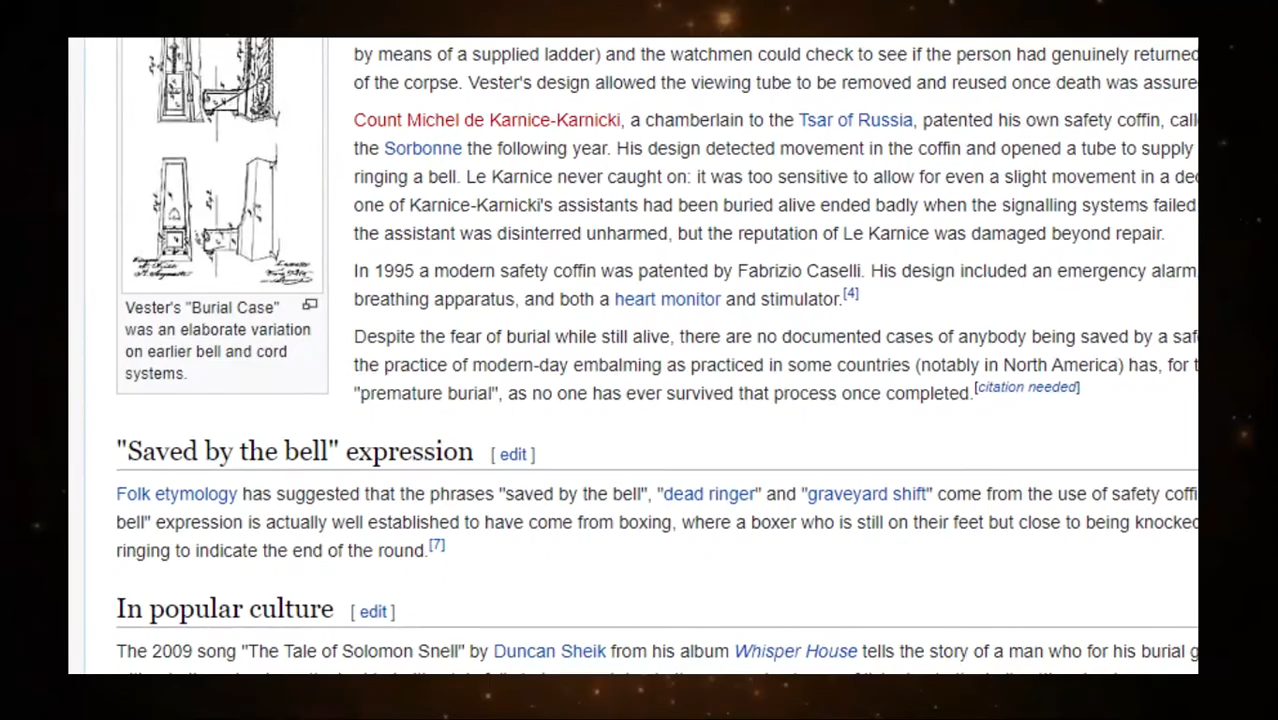 by means of a supplied ladder) and the watchmen could check to see if the person had genuinely returned
of the corpse. Vester's design allowed the viewing tube to be removed and reused once death was assure
Count Michel de Karnice-Karnicki, a chamberlain to the Tsar of Russia, patented his own safety coffin, call
the Sorbonne the following year. His design detected movement in the coffin and opened a tube to supply
ringing a bell. Le Karnice never caught on: it was too sensitive to allow for even a slight movement in a dec
one of Karnice-Karnicki's assistants had been buried alive ended badly when the signalling systems failed
the assistant was disinterred unharmed, but the reputation of Le Karnice was damaged beyond repair.
In 1995 a modern safety coffin was patented by Fabrizio Caselli. His design included an emergency alarm
breathing apparatus, and both a heart monitor and stimulator.[4]
Despite the fear of burial while still alive, there are no documented cases of anybody being saved by a saf
the practice of modern-day embalming as practiced in some countries (notably in North America) has, for t
"premature burial", as no one has ever survived that process once completed.[citation needed]
Vester's "Burial Case"
was an elaborate variation
on earlier bell and cord
systems.
"Saved by the bell" expression [ edit ]
Folk etymology has suggested that the phrases "saved by the bell", "dead ringer" and "graveyard shift" come from the use of safety coffi
bell" expression is actually well established to have come from boxing, where a boxer who is still on their feet but close to being knocked
ringing to indicate the end of the round.[7]
In popular culture [ edit ]
The 2009 song "The Tale of Solomon Snell" by Duncan Sheik from his album Whisper House tells the story of a man who for his burial g